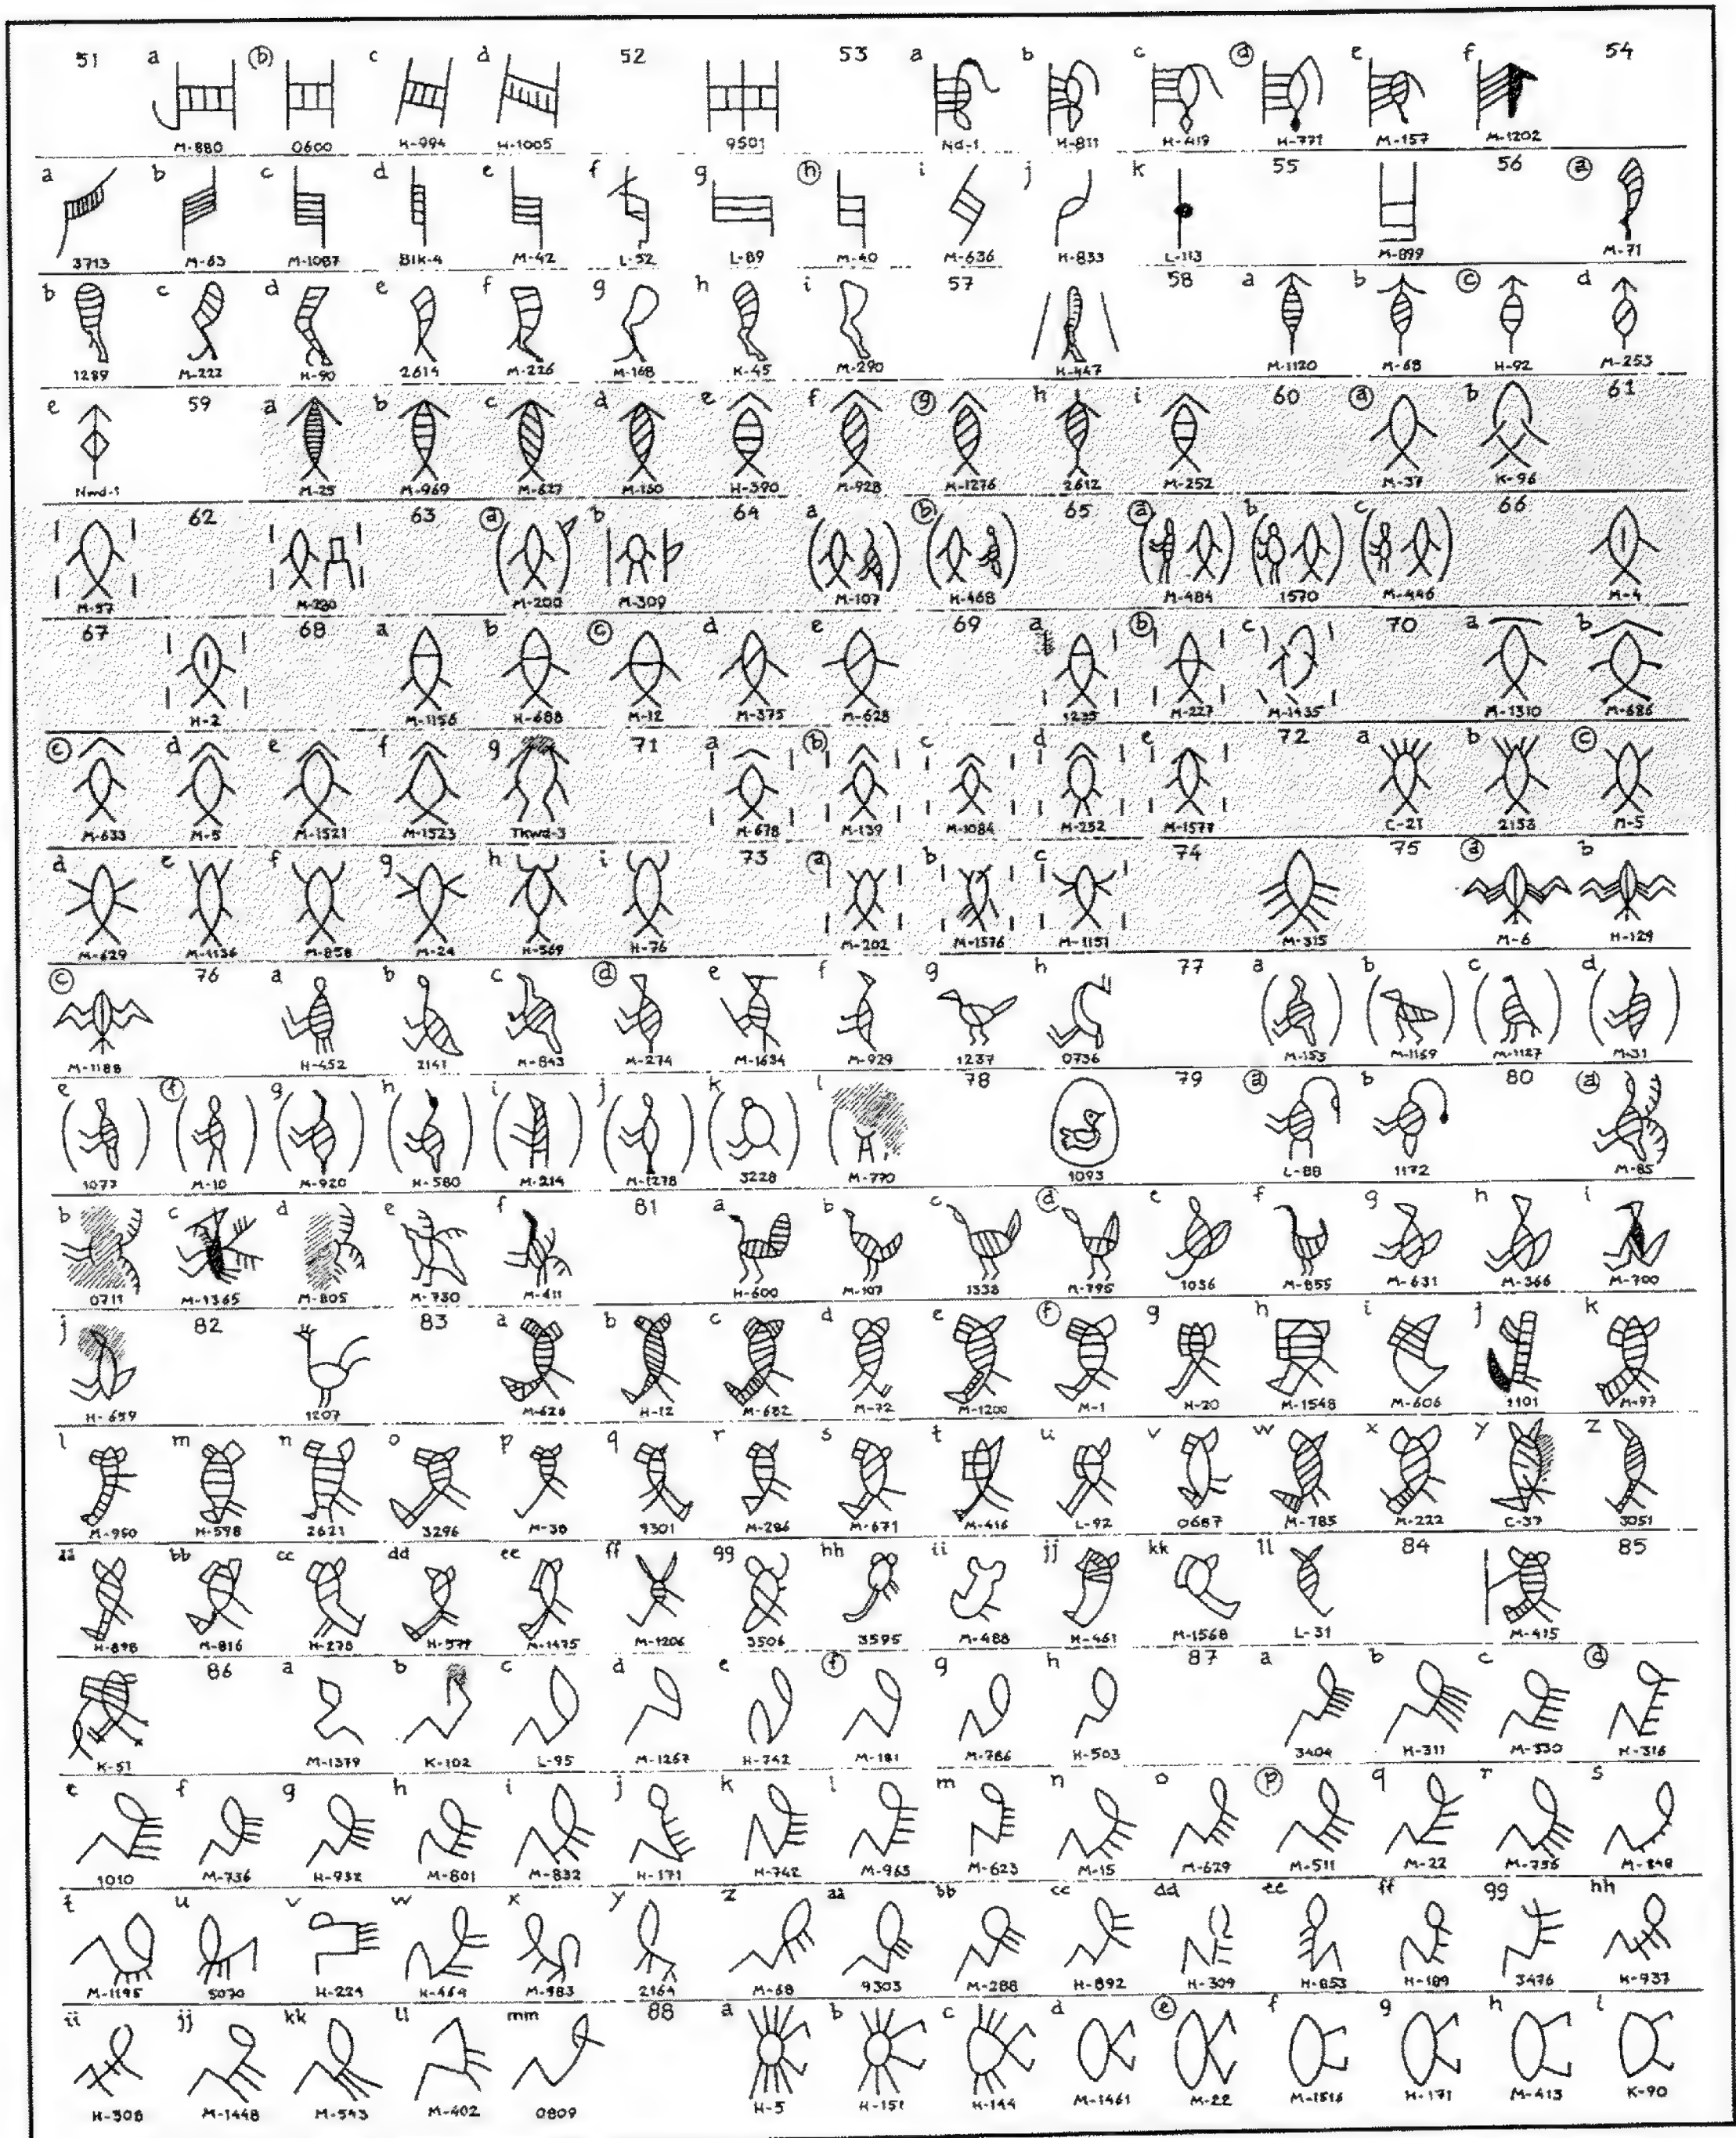 51 a ⓑ c d 52 53 a b c ⓓ e f 54
M-880 0600 H-994 H-1005 9501 Nd-1 H-811 H-419 H-771 M-157 M-1202
a b c d e f g ⓗ i j k 55 56 ⓐ
3713 M-63 M-1087 Blk-4 M-42 L-52 L-89 M-40 M-636 H-833 L-113 M-899 M-71
b c d e f g h i 57 58 a b ⓒ d
1289 M-222 H-90 2614 M-226 M-168 K-45 M-290 H-447 M-1120 M-68 H-92 M-253
e 59 a b c d e f ⓖ h i 60 ⓐ b 61
Nwd-1 M-25 M-969 M-627 M-160 H-390 M-928 M-1276 2612 M-252 M-37 K-96
62 63 ⓐ b 64 a ⓑ 65 ⓐ b c 66
M-57 M-230 M-200 M-309 M-107 H-468 M-484 1570 M-446 M-4
67 68 a b ⓒ d e 69 a ⓑ c 70 a b
H-2 M-1156 H-688 M-12 M-375 M-628 1235 M-227 M-1435 M-1310 M-686
ⓒ d e f g 71 a ⓑ c d e 72 a b ⓒ
M-633 M-5 M-1521 M-1523 Tkwd-3 M-678 M-139 M-1084 M-252 M-1577 C-21 2133 M-5
d e f g h i 73 ⓐ b c 74 75 ⓐ b
M-629 M-1136 M-858 M-24 H-569 H-76 M-202 M-1576 M-1151 M-315 M-6 H-129
ⓒ 76 a b c ⓓ e f g h 77 a b c d
M-1188 H-452 2141 M-843 M-274 M-1634 M-929 1237 0736 M-153 M-1169 M-1127 M-31
e ⓕ g h i j k l 78 79 ⓐ b 80 ⓐ
1077 M-10 M-920 H-580 M-214 M-1278 3228 M-770 1093 L-88 1172 M-85
b c d e f 81 a b c ⓓ e f g h i
0711 M-1365 M-805 M-730 M-411 H-600 M-107 1338 M-795 1036 M-855 M-631 M-366 M-700
j 82 83 a b c d e ⓕ g h i j k
H-659 1207 M-626 H-12 M-682 M-72 M-1200 M-1 H-20 M-1548 M-606 1101 M-97
l m n o p q r s t u v w x y z
M-950 H-598 2621 3296 M-38 9301 M-286 M-671 M-416 L-92 0687 M-785 M-222 C-37 3051
aa bb cc dd ee ff gg hh ii jj kk ll 84 85
H-898 M-816 H-278 H-577 M-1475 M-1206 3506 3595 M-488 H-461 M-1568 L-31 M-415
86 a b c d e ⓕ g h 87 a b c ⓓ
K-51 M-1379 K-102 L-95 M-1267 H-742 M-181 M-786 H-503 3404 H-311 M-330 H-316
e f g h i j k l m n o ⓟ q r s
1010 M-736 H-932 M-801 M-832 H-171 H-742 M-965 M-623 M-15 M-629 M-511 M-22 M-756 M-848
t u v w x y z aa bb cc dd ee ff gg hh
M-1195 5070 H-224 H-464 M-983 2164 M-68 9303 M-288 H-892 H-309 H-853 H-189 3476 K-937
ii jj kk ll mm 88 a b c d ⓔ f g h i
H-308 M-1448 M-543 M-402 0809 H-5 H-151 H-144 M-1461 M-22 M-1516 H-171 M-413 K-90